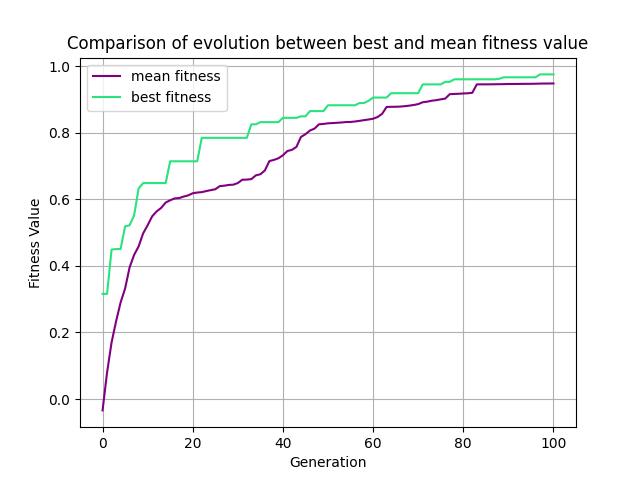 Comparison of evolution between best and mean fitness value
mean fitness
best fitness
Fitness Value
1.0
0.8
0.6
0.4
0.2
0.0
0 20 40 60 80 100
Generation